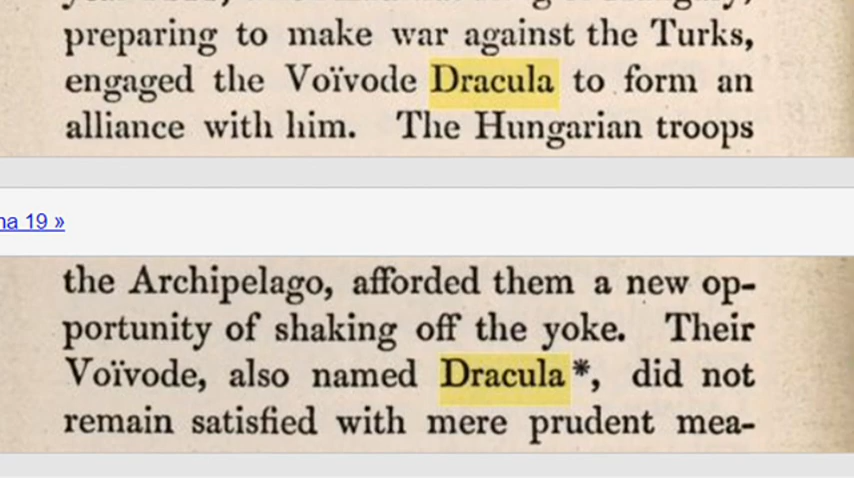 preparing to make war against the Turks,
engaged the Voïvode Dracula to form an
alliance with him. The Hungarian troops
na 19 »
the Archipelago, afforded them a new op-
portunity of shaking off the yoke. Their
Voïvode, also named Dracula*, did not
remain satisfied with mere prudent mea-